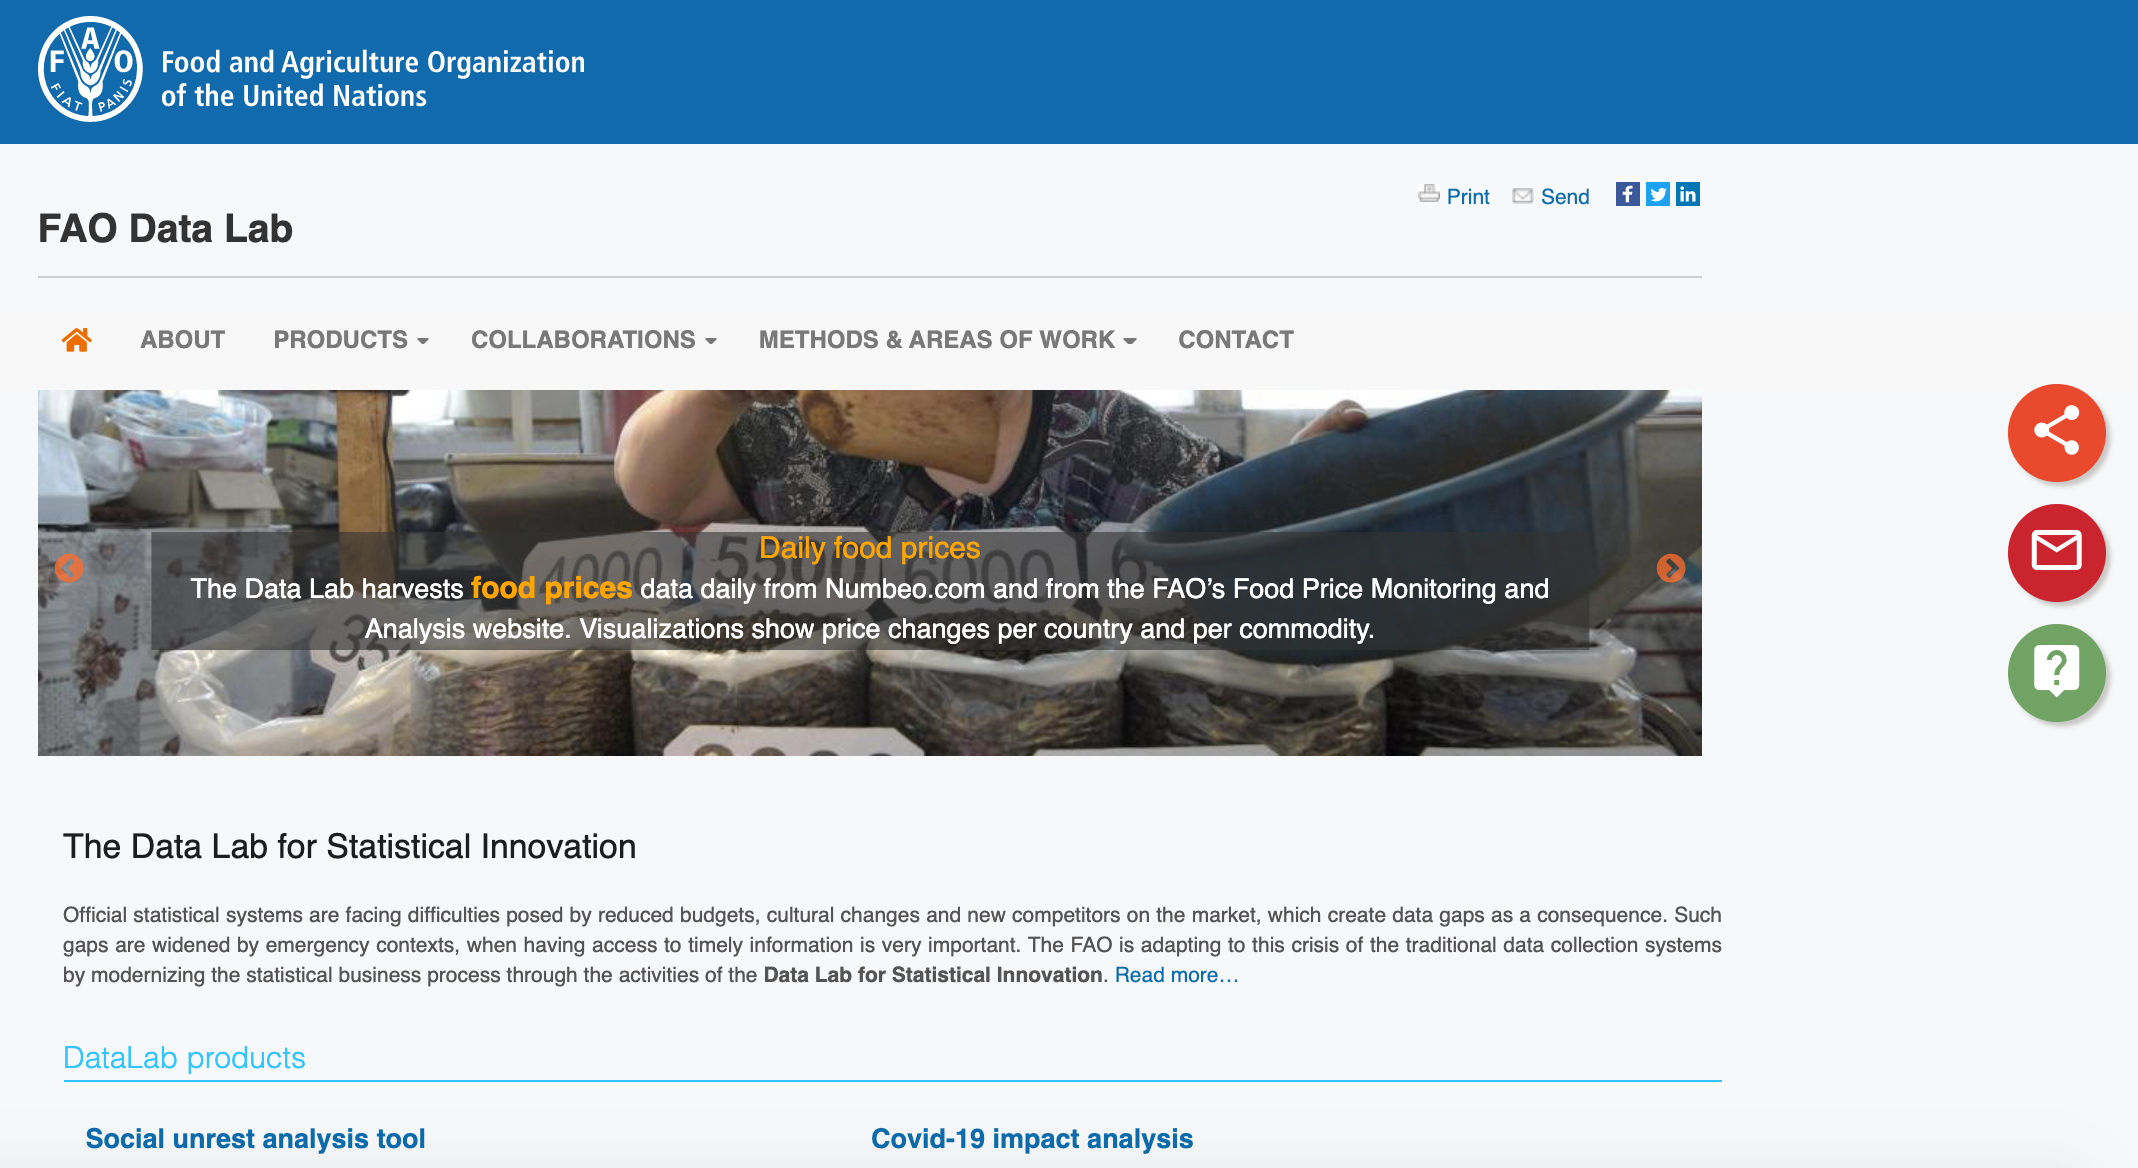 F A O
FIAT PANIS
Food and Agriculture Organization
of the United Nations
Print Send
FAO Data Lab
ABOUT PRODUCTS COLLABORATIONS METHODS & AREAS OF WORK CONTACT
4000 5500 6000 6
Daily food prices
The Data Lab harvests food prices data daily from Numbeo.com and from the FAO’s Food Price Monitoring and
Analysis website. Visualizations show price changes per country and per commodity.
The Data Lab for Statistical Innovation
Official statistical systems are facing difficulties posed by reduced budgets, cultural changes and new competitors on the market, which create data gaps as a consequence. Such
gaps are widened by emergency contexts, when having access to timely information is very important. The FAO is adapting to this crisis of the traditional data collection systems
by modernizing the statistical business process through the activities of the Data Lab for Statistical Innovation. Read more…
DataLab products
Social unrest analysis tool Covid-19 impact analysis